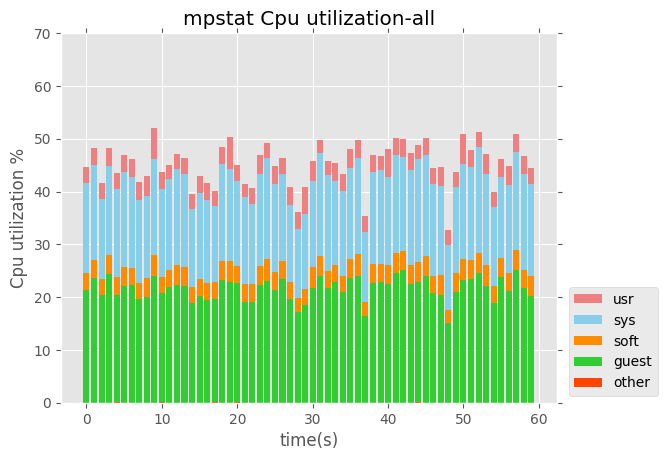 mpstat Cpu utilization-all
70
60
50
40
30
20
10
0
Cpu utilization %
0 10 20 30 40 50 60
time(s)
usr
sys
soft
guest
other